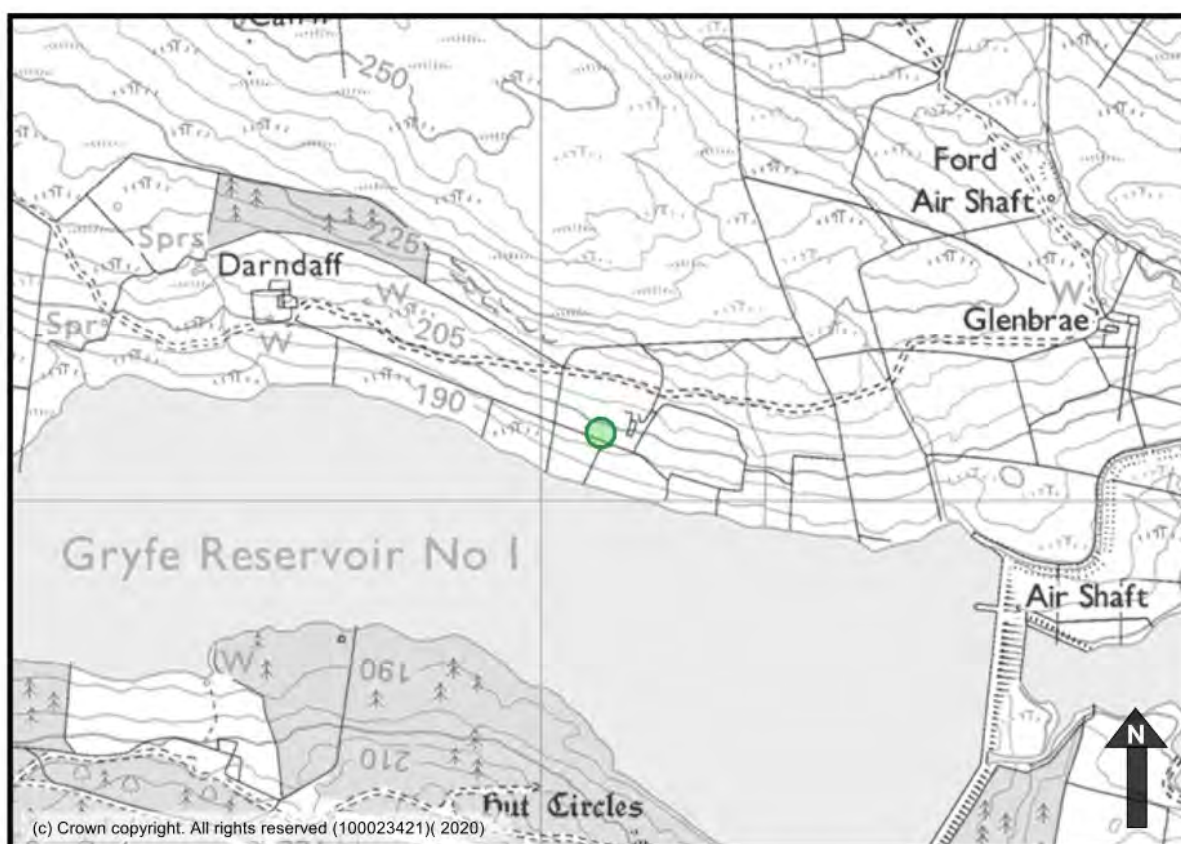 Cairn
250
Ford
Air Shaft
Sprs
225
Darndaff
W
W
Spr
205
W
Glenbrae
190
Gryfe Reservoir No 1
Air Shaft
W
190
210
N
Hut Circles
(c) Crown copyright. All rights reserved (100023421)( 2020)